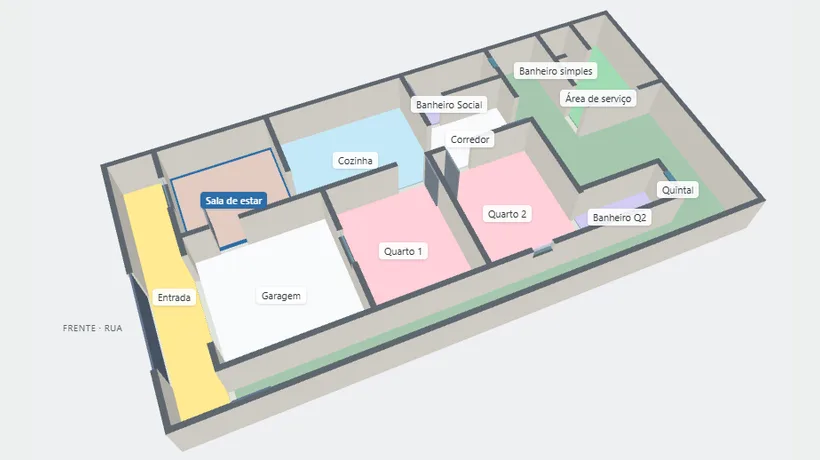 Banheiro simples
Área de serviço
Banheiro Social
Corredor
Cozinha
Quintal
Sala de estar
Quarto 2
Banheiro Q2
Quarto 1
Entrada
Garagem
FRENTE - RUA